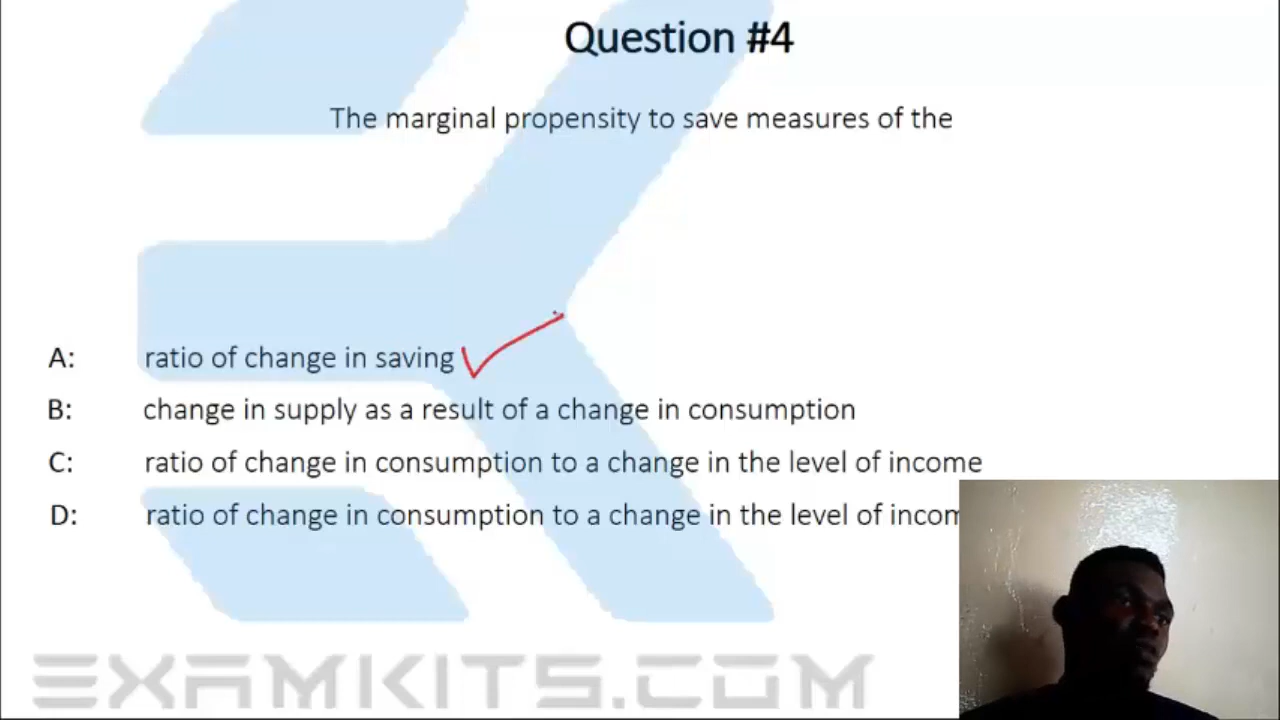 Question #4
The marginal propensity to save measures of the
A: ratio of change in saving
B: change in supply as a result of a change in consumption
C: ratio of change in consumption to a change in the level of income
D: ratio of change in consumption to a change in the level of incom
EXAMKITS.COM